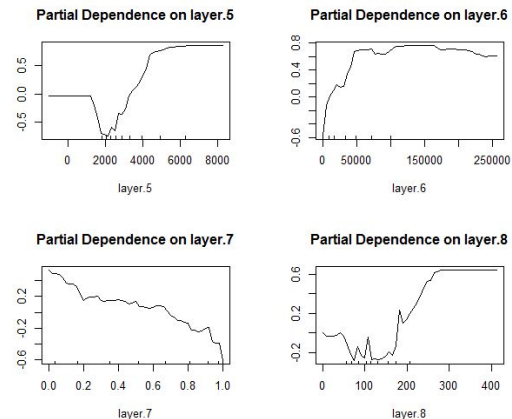 Partial Dependence on layer.5
0.5
0.0
-0.5
0 2000 4000 6000 8000
layer.5
Partial Dependence on layer.6
0.8
0.4
0.0
-0.6
0 50000 150000 250000
layer.6
Partial Dependence on layer.7
0.2
-0.2
-0.6
0.0 0.2 0.4 0.6 0.8 1.0
layer.7
Partial Dependence on layer.8
0.6
0.2
-0.2
0 100 200 300 400
layer.8